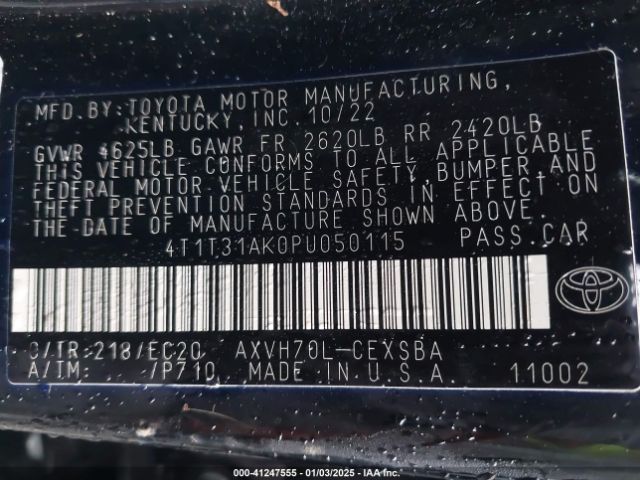 MFD.BY:TOYOTA MOTOR MANUFACTURING,
KENTUCKY, INC. 10/22
GVWR 4625LB GAWR FR 2620LB RR 2420LB
THIS VEHICLE CONFORMS TO ALL APPLICABLE
FEDERAL MOTOR VEHICLE SAFETY, BUMPER,AND
THEFT PREVENTION STANDARDS IN EFFECT ON
THE DATE OF MANUFACTURE SHOWN ABOVE.
4T1T31AK0PU050115 PASS.CAR
C/TR:218/EC20 AXVH70L-CEXSBA
A/TM: /P710 MADE IN U.S.A. 11002
000-41247555 - 01/03/2025 - IAA Inc.